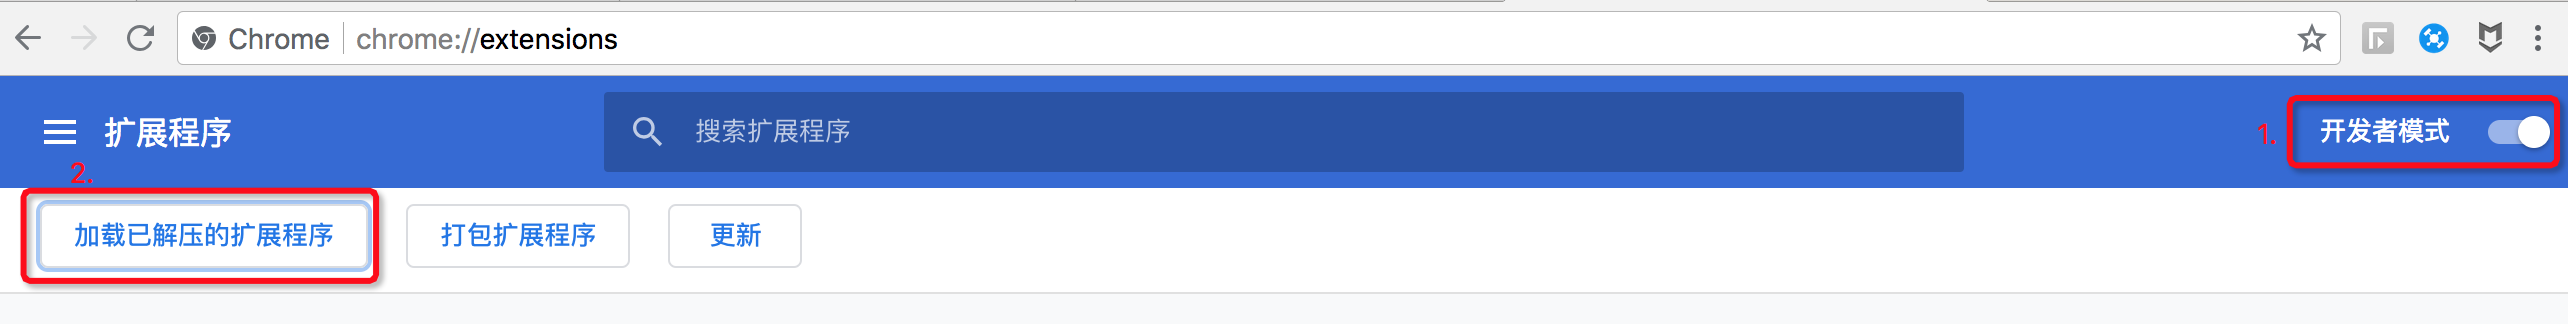 Chrome chrome://extensions
扩展程序 搜索扩展程序 1. 开发者模式
2.
加载已解压的扩展程序 打包扩展程序 更新